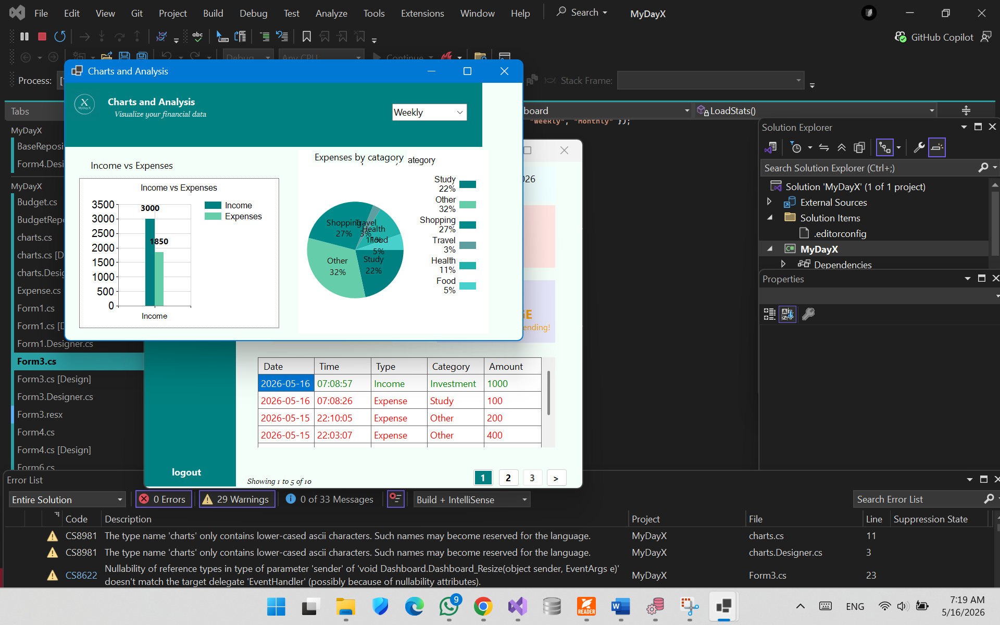 File Edit View Git Project Build Debug Test Analyze Tools Extensions Window Help Search MyDayX
GitHub Copilot
Debug Any CPU Continue
Process: Stack Frame:
Charts and Analysis
X
MyDayX
Charts and Analysis
Visualize your financial data
Weekly
Tabs
MyDayX
BaseReposi
Form4.Desi
MyDayX
Budget.cs
BudgetRepo
charts.cs
charts.cs [D
charts.Desig
Expense.cs
Form1.cs
Form1.cs [D
Form1.Designer.cs
Form3.cs
Form3.cs [Design]
Form3.Designer.cs
Form3.resx
Form4.cs
Form4.cs [Design]
Form6.cs
Income vs Expenses
Income vs Expenses
3500
3000
2500
2000
1500
1000
500
0
3000
1850
Income
Income
Expenses
Expenses by catagory
ategory
Shopping
27%
Travel
3%
Health
11%
Food
5%
Other
32%
Study
22%
Study
22%
Other
32%
Shopping
27%
Travel
3%
Health
11%
Food
5%
board LoadStats()
"Weekly", "Monthly" });
026
GE
ending!
Date Time Type Category Amount
2026-05-16 07:08:57 Income Investment 1000
2026-05-16 07:08:26 Expense Study 100
2026-05-15 22:10:05 Expense Other 200
2026-05-15 22:03:07 Expense Other 400
logout
Showing 1 to 5 of 10
1 2 3 >
Solution Explorer
Search Solution Explorer (Ctrl+;)
Solution 'MyDayX' (1 of 1 project)
External Sources
Solution Items
.editorconfig
C# MyDayX
Dependencies
Properties
Error List
Entire Solution 0 Errors 29 Warnings 0 of 33 Messages Build + IntelliSense Search Error List
Code Description Project File Line Suppression State
CS8981 The type name 'charts' only contains lower-cased ascii characters. Such names may become reserved for the language. MyDayX charts.cs 11
CS8981 The type name 'charts' only contains lower-cased ascii characters. Such names may become reserved for the language. MyDayX charts.Designer.cs 3
CS8622 Nullability of reference types in type of parameter 'sender' of 'void Dashboard.Dashboard_Resize(object sender, EventArgs e)'
doesn't match the target delegate 'EventHandler' (possibly because of nullability attributes). MyDayX Form3.cs 23
9
READER
ENG
7:19 AM
5/16/2026